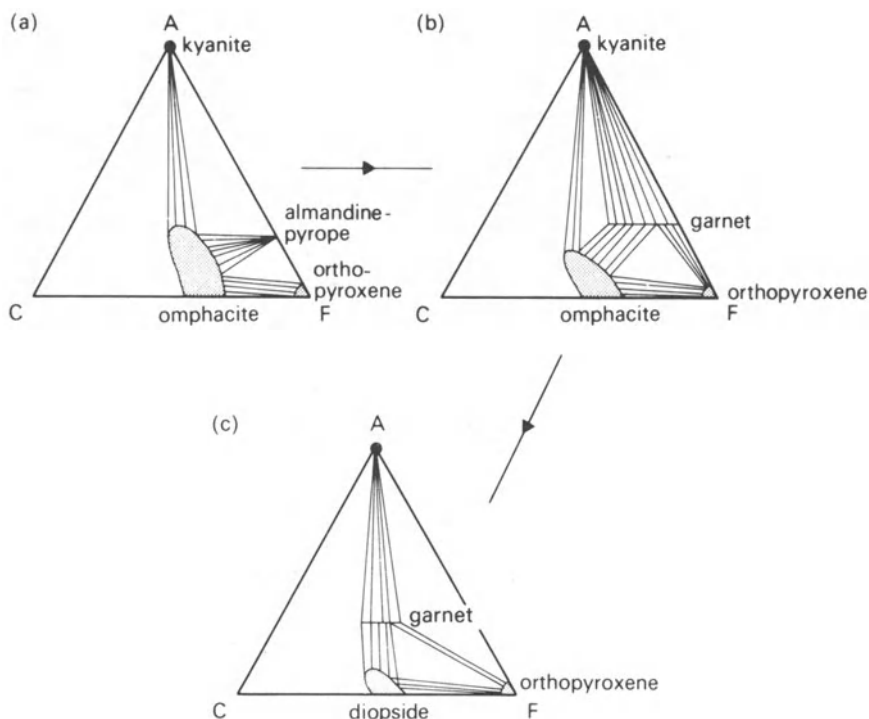 (a)
A
kyanite
almandine-
pyrope
ortho-
pyroxene
C
omphacite
F
(b)
A
kyanite
garnet
orthopyroxene
C
omphacite
F
(c)
A
garnet
orthopyroxene
C
diopside
F